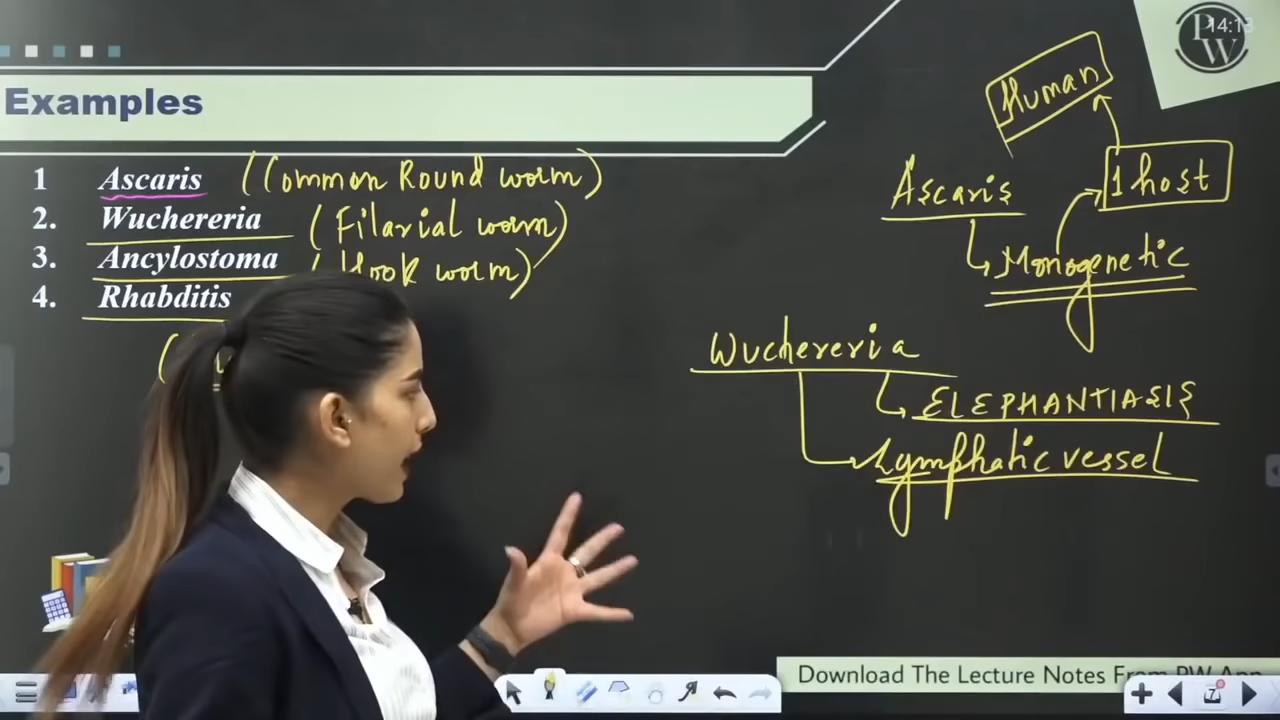 PW
14:13
Examples
1 Ascaris (Common Round worm)
2. Wuchereria (Filarial worm)
3. Ancylostoma (Hook worm)
4. Rhabditis
(
Human
1 host
Ascaris
Monogenetic
Wuchereria
ELEPHANTIASIS
Lymphatic vessel
Download The Lecture Notes From PW App
7